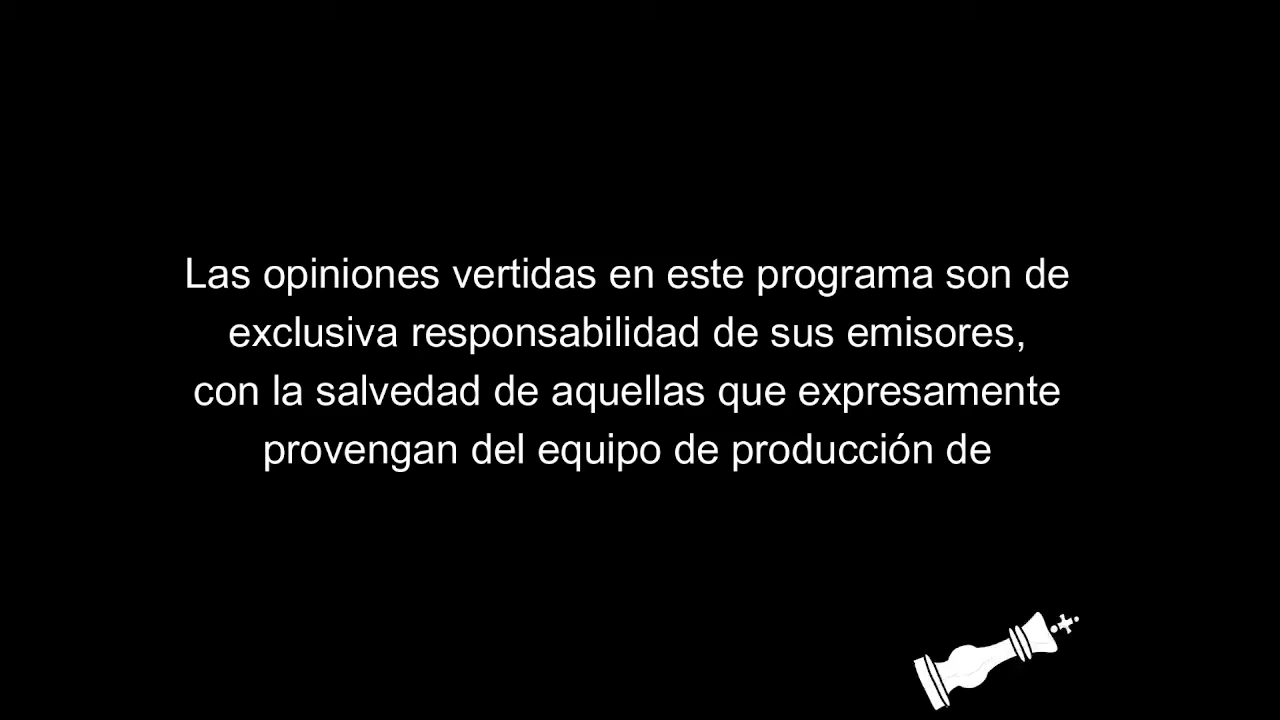 Las opiniones vertidas en este programa son de
exclusiva responsabilidad de sus emisores,
con la salvedad de aquellas que expresamente
provengan del equipo de producción de